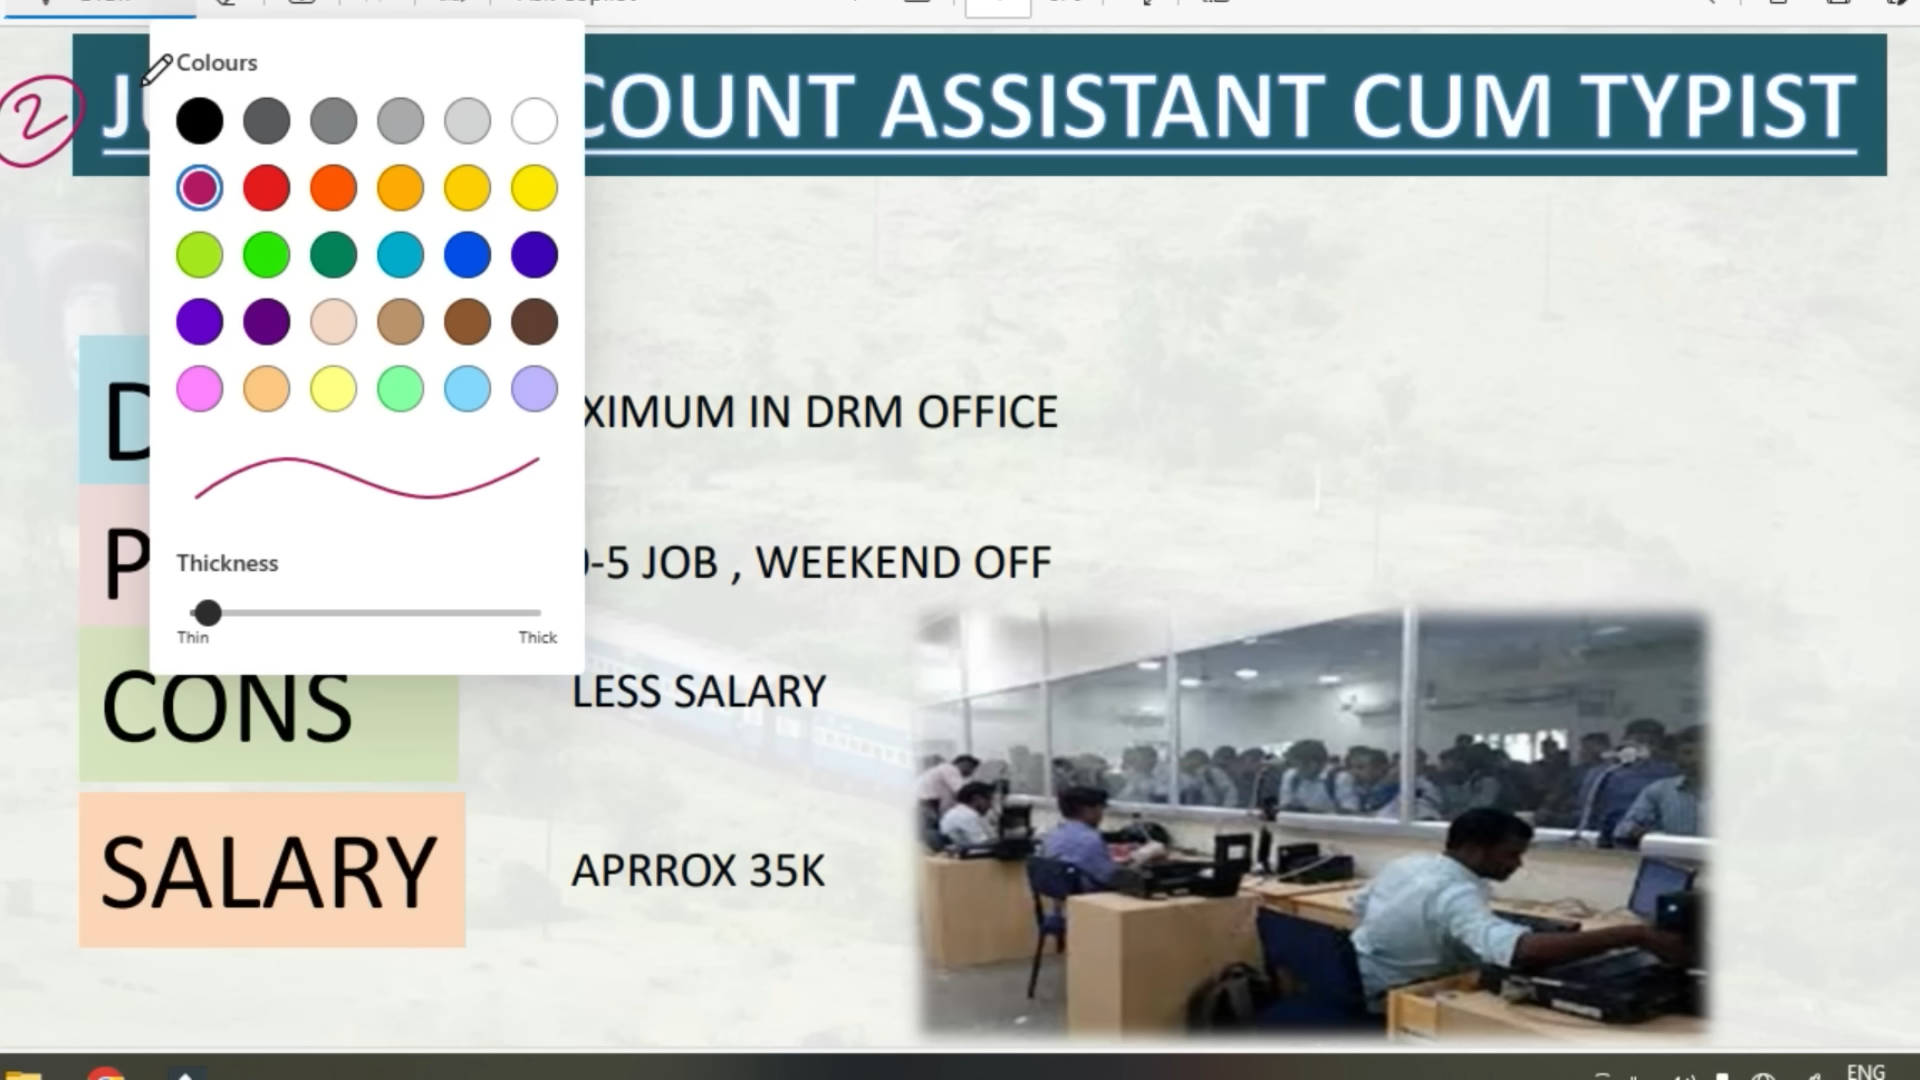 Colours
2 COUNT ASSISTANT CUM TYPIST
XIMUM IN DRM OFFICE
-5 JOB , WEEKEND OFF
Thickness
Thin Thick
CONS LESS SALARY
SALARY APRROX 35K
ENG